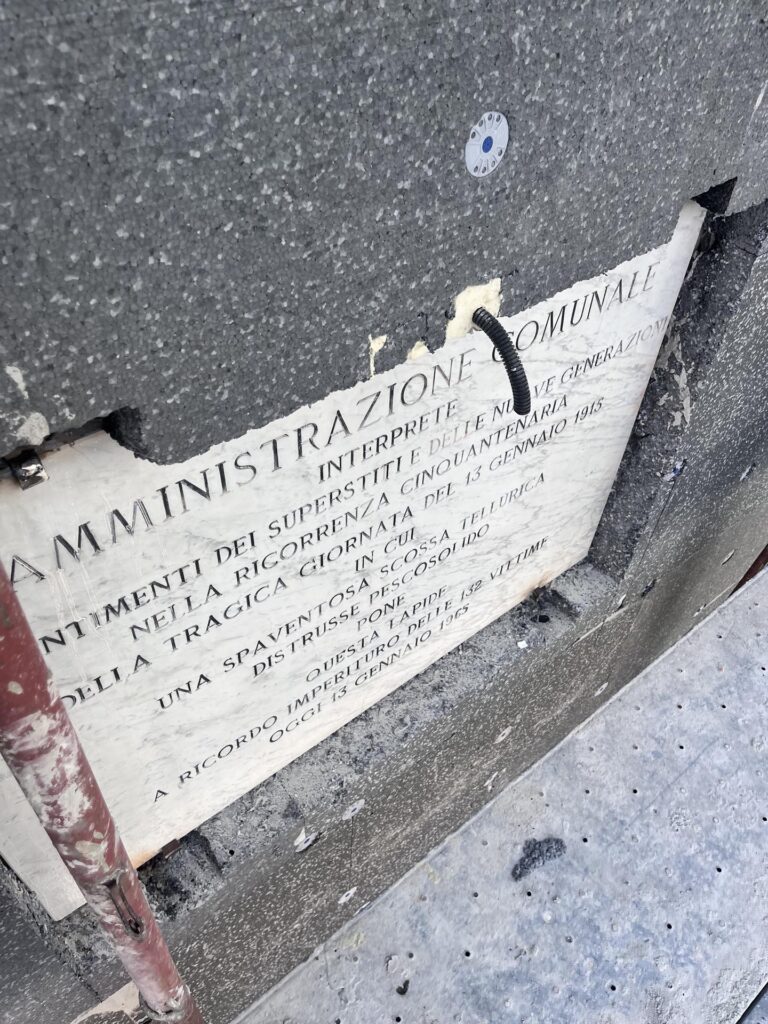 AMMINISTRAZIONE COMUNALE
INTERPRETE
NTIMENTI DEI SUPERSTITI E DELLE NUOVE GENERAZIONI
NELLA RICORRENZA CINQUANTENARIA
DELLA TRAGICA GIORNATA DEL 13 GENNAIO 1915
IN CUI
UNA SPAVENTOSA SCOSSA TELLURICA
DISTRUSSE PESCOSOLIDO
PONE
QUESTA LAPIDE
A RICORDO IMPERITURO DELLE 132 VITTIME
OGGI 13 GENNAIO 1965